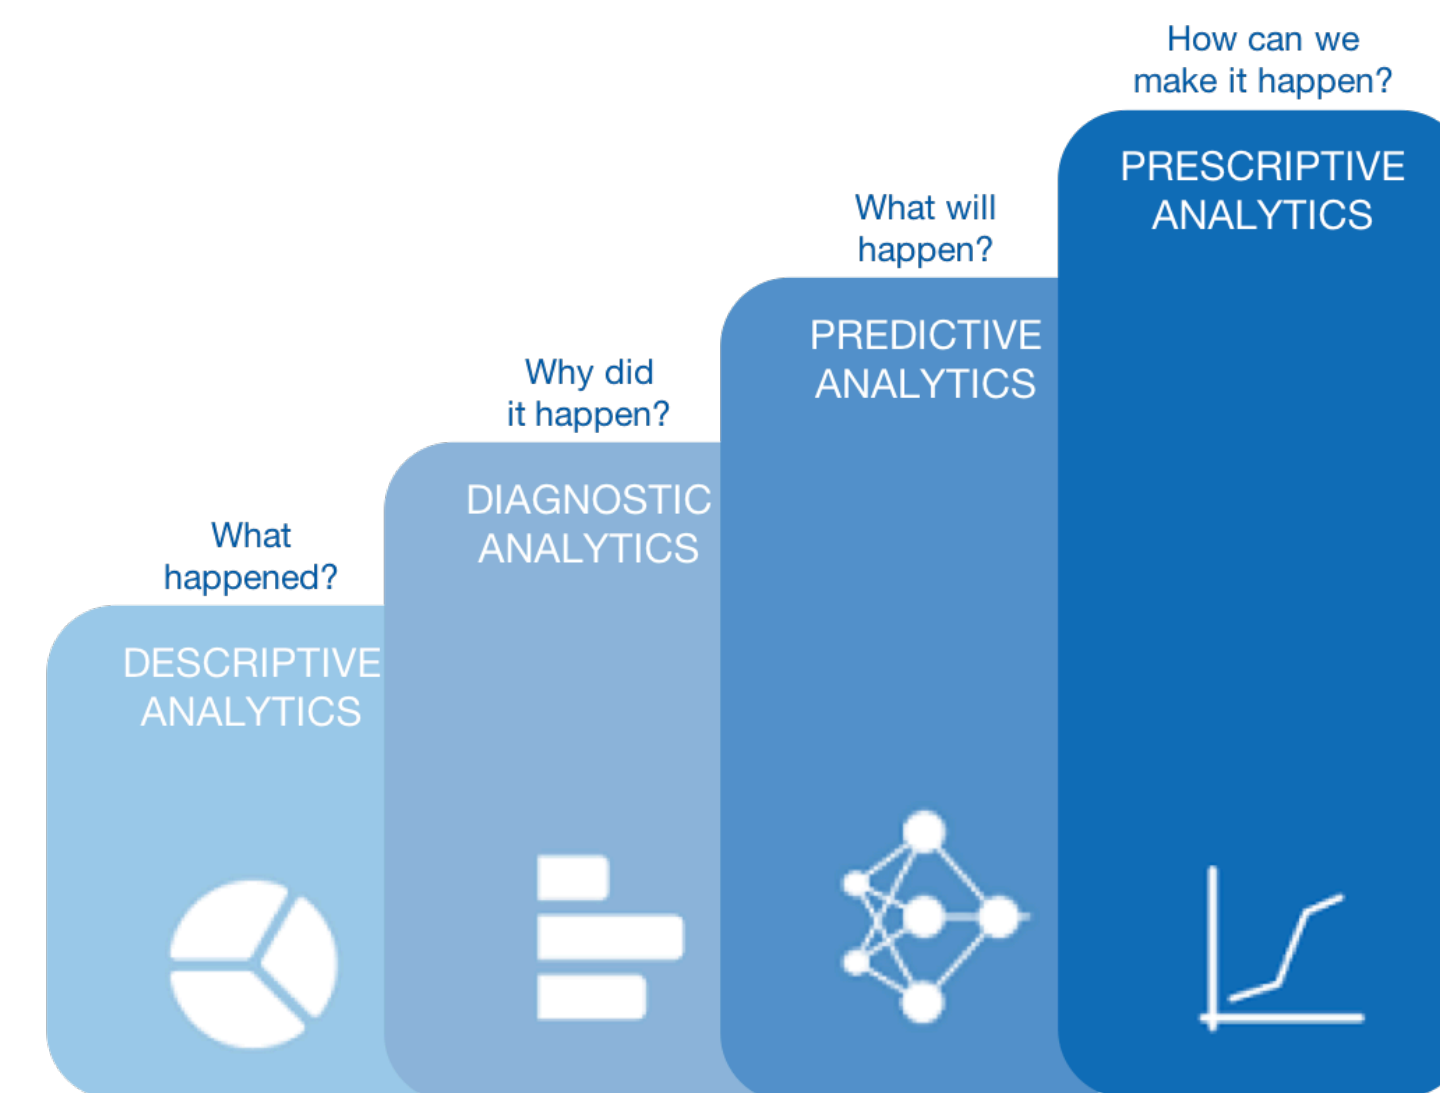 What
happened?
DESCRIPTIVE
ANALYTICS
Why did
it happen?
DIAGNOSTIC
ANALYTICS
What will
happen?
PREDICTIVE
ANALYTICS
How can we
make it happen?
PRESCRIPTIVE
ANALYTICS